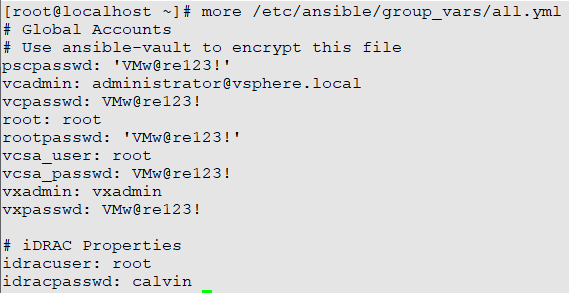 [root@localhost ~]# more /etc/ansible/group_vars/all.yml
# Global Accounts
# Use ansible-vault to encrypt this file
pscpasswd: 'VMw@re123!'
vcadmin: administrator@vsphere.local
vcpasswd: VMw@re123!
root: root
rootpasswd: 'VMw@re123!'
vcsa_user: root
vcsa_passwd: VMw@re123!
vxadmin: vxadmin
vxpasswd: VMw@re123!
# iDRAC Properties
idracuser: root
idracpasswd: calvin